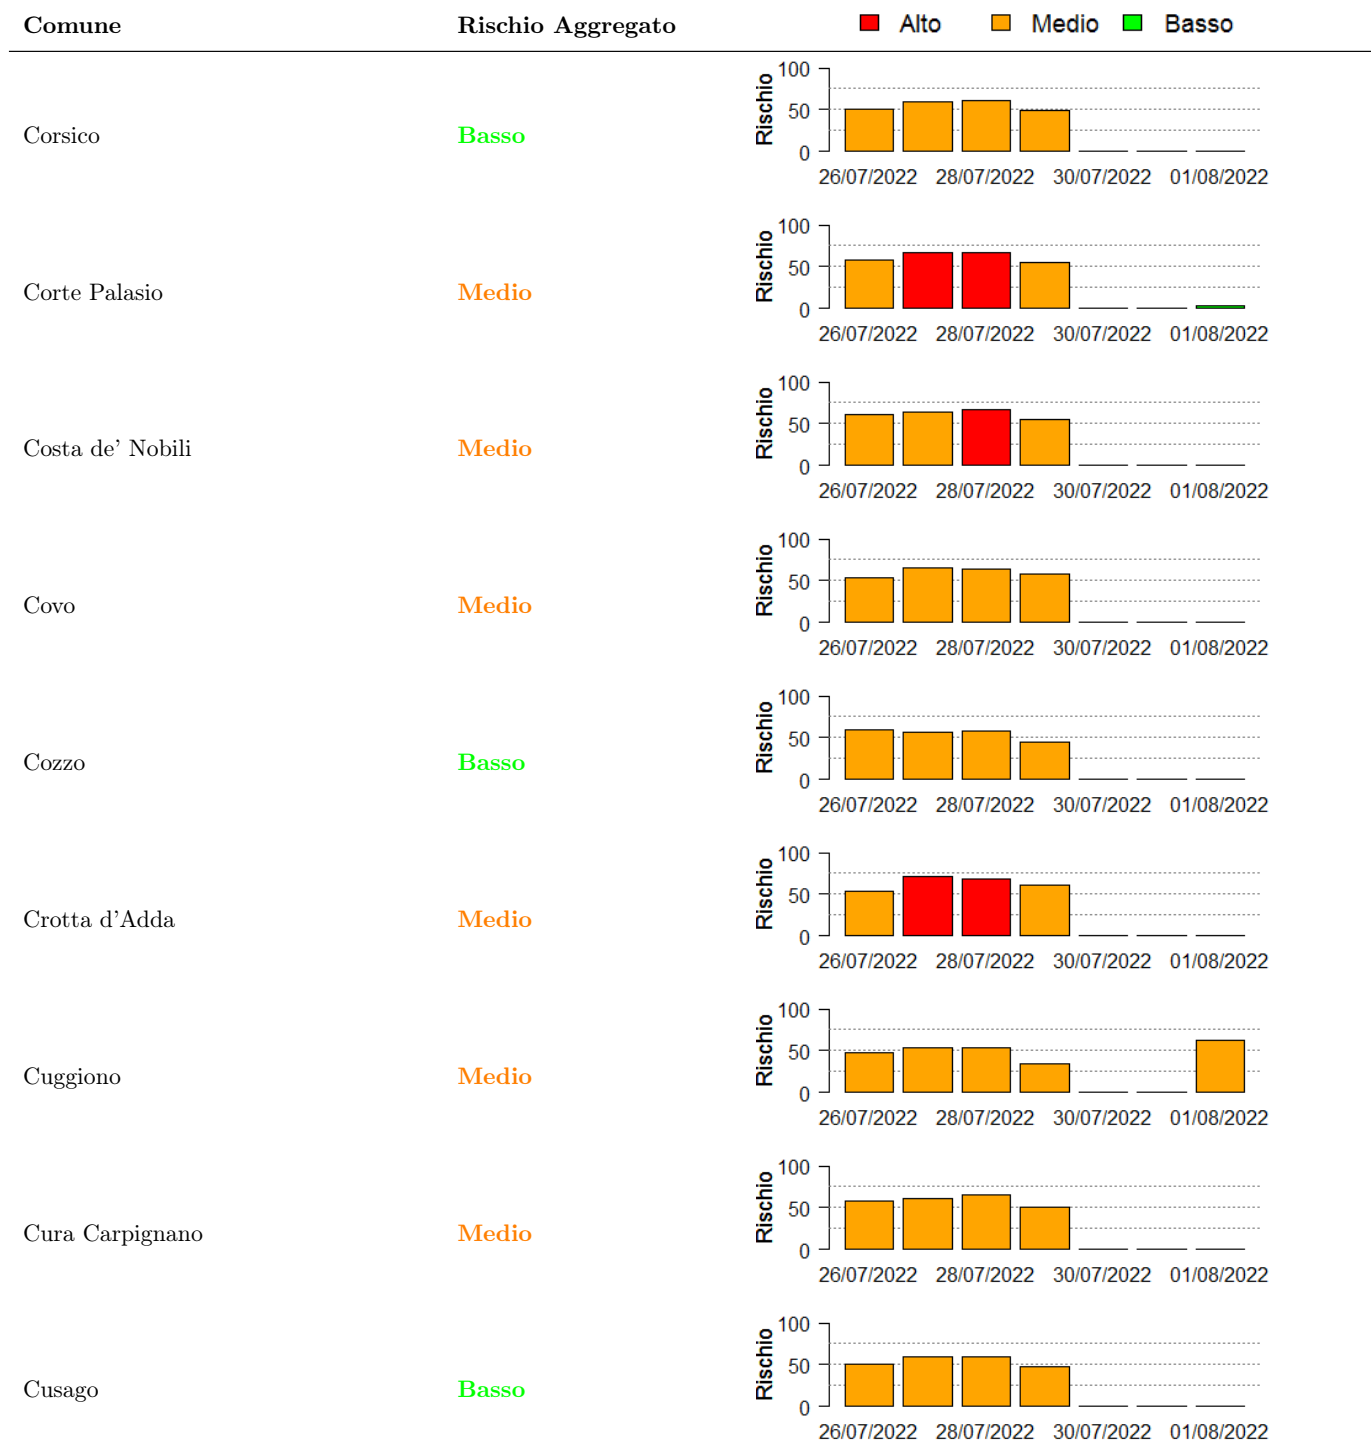 Comune Rischio Aggregato Alto Medio Basso
100
Rischio
50
Corsico Basso
0
26/07/2022 28/07/2022 30/07/2022 01/08/2022
100
Rischio
50
Corte Palasio Medio
0
26/07/2022 28/07/2022 30/07/2022 01/08/2022
100
Rischio
50
Costa de' Nobili Medio
0
26/07/2022 28/07/2022 30/07/2022 01/08/2022
100
Rischio
50
Covo Medio
0
26/07/2022 28/07/2022 30/07/2022 01/08/2022
100
Rischio
50
Cozzo Basso
0
26/07/2022 28/07/2022 30/07/2022 01/08/2022
100
Rischio
50
Crotta d'Adda Medio
0
26/07/2022 28/07/2022 30/07/2022 01/08/2022
100
Rischio
50
Cuggiono Medio
0
26/07/2022 28/07/2022 30/07/2022 01/08/2022
100
Rischio
50
Cura Carpignano Medio
0
26/07/2022 28/07/2022 30/07/2022 01/08/2022
100
Rischio
50
Cusago Basso
0
26/07/2022 28/07/2022 30/07/2022 01/08/2022